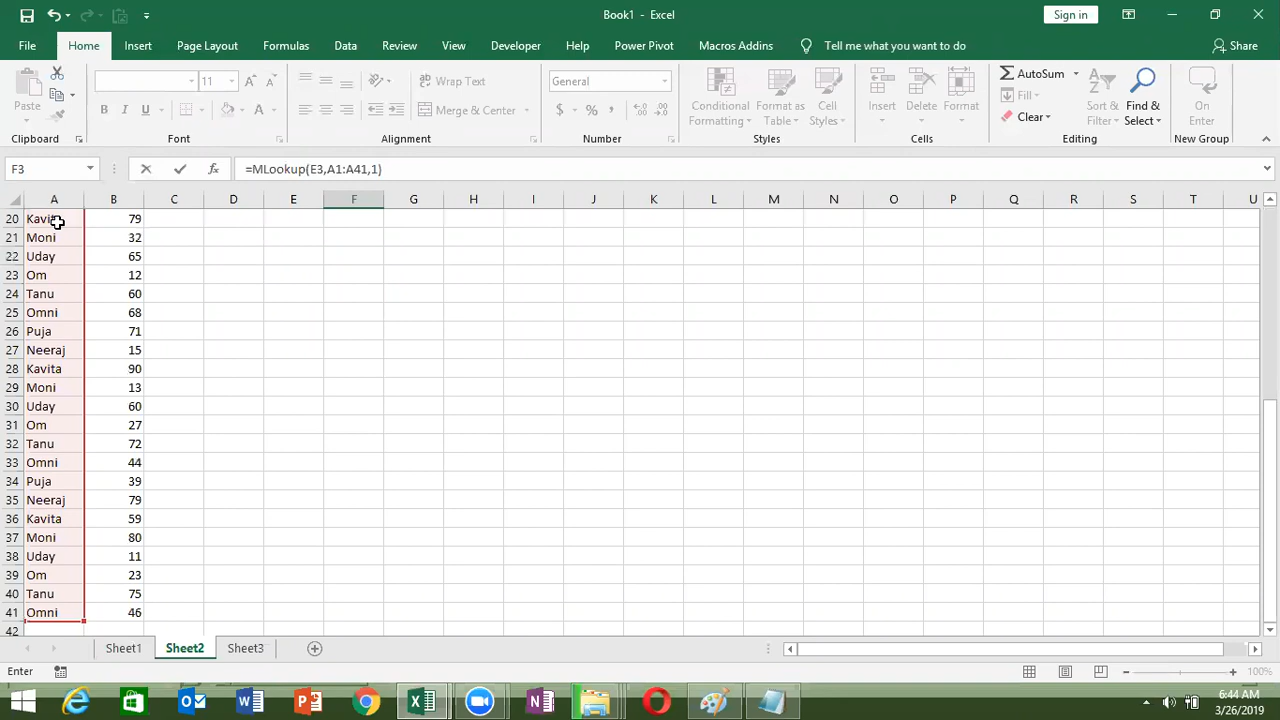 Book1 - Excel
Sign in
File Home Insert Page Layout Formulas Data Review View Developer Help Power Pivot Macros Addins Tell me what you want to do Share
Paste
11 A A
Wrap Text
General
Conditional Formatting
Format as Table
Cell Styles
Insert Delete Format
AutoSum
Fill
Clear
Sort & Filter
Find & Select
On Enter
B I U
A
Merge & Center
$ % ,
Clipboard Font Alignment Number Styles Cells Editing New Group
F3 fx =MLookup(E3,A1:A41,1)
A B C D E F G H I J K L M N O P Q R S T U
20 Kavita 79
21 Moni 32
22 Uday 65
23 Om 12
24 Tanu 60
25 Omni 68
26 Puja 71
27 Neeraj 15
28 Kavita 90
29 Moni 13
30 Uday 60
31 Om 27
32 Tanu 72
33 Omni 44
34 Puja 39
35 Neeraj 79
36 Kavita 59
37 Moni 80
38 Uday 11
39 Om 23
40 Tanu 75
41 Omni 46
42
Sheet1 Sheet2 Sheet3
Enter 100%
6:44 AM
3/26/2019